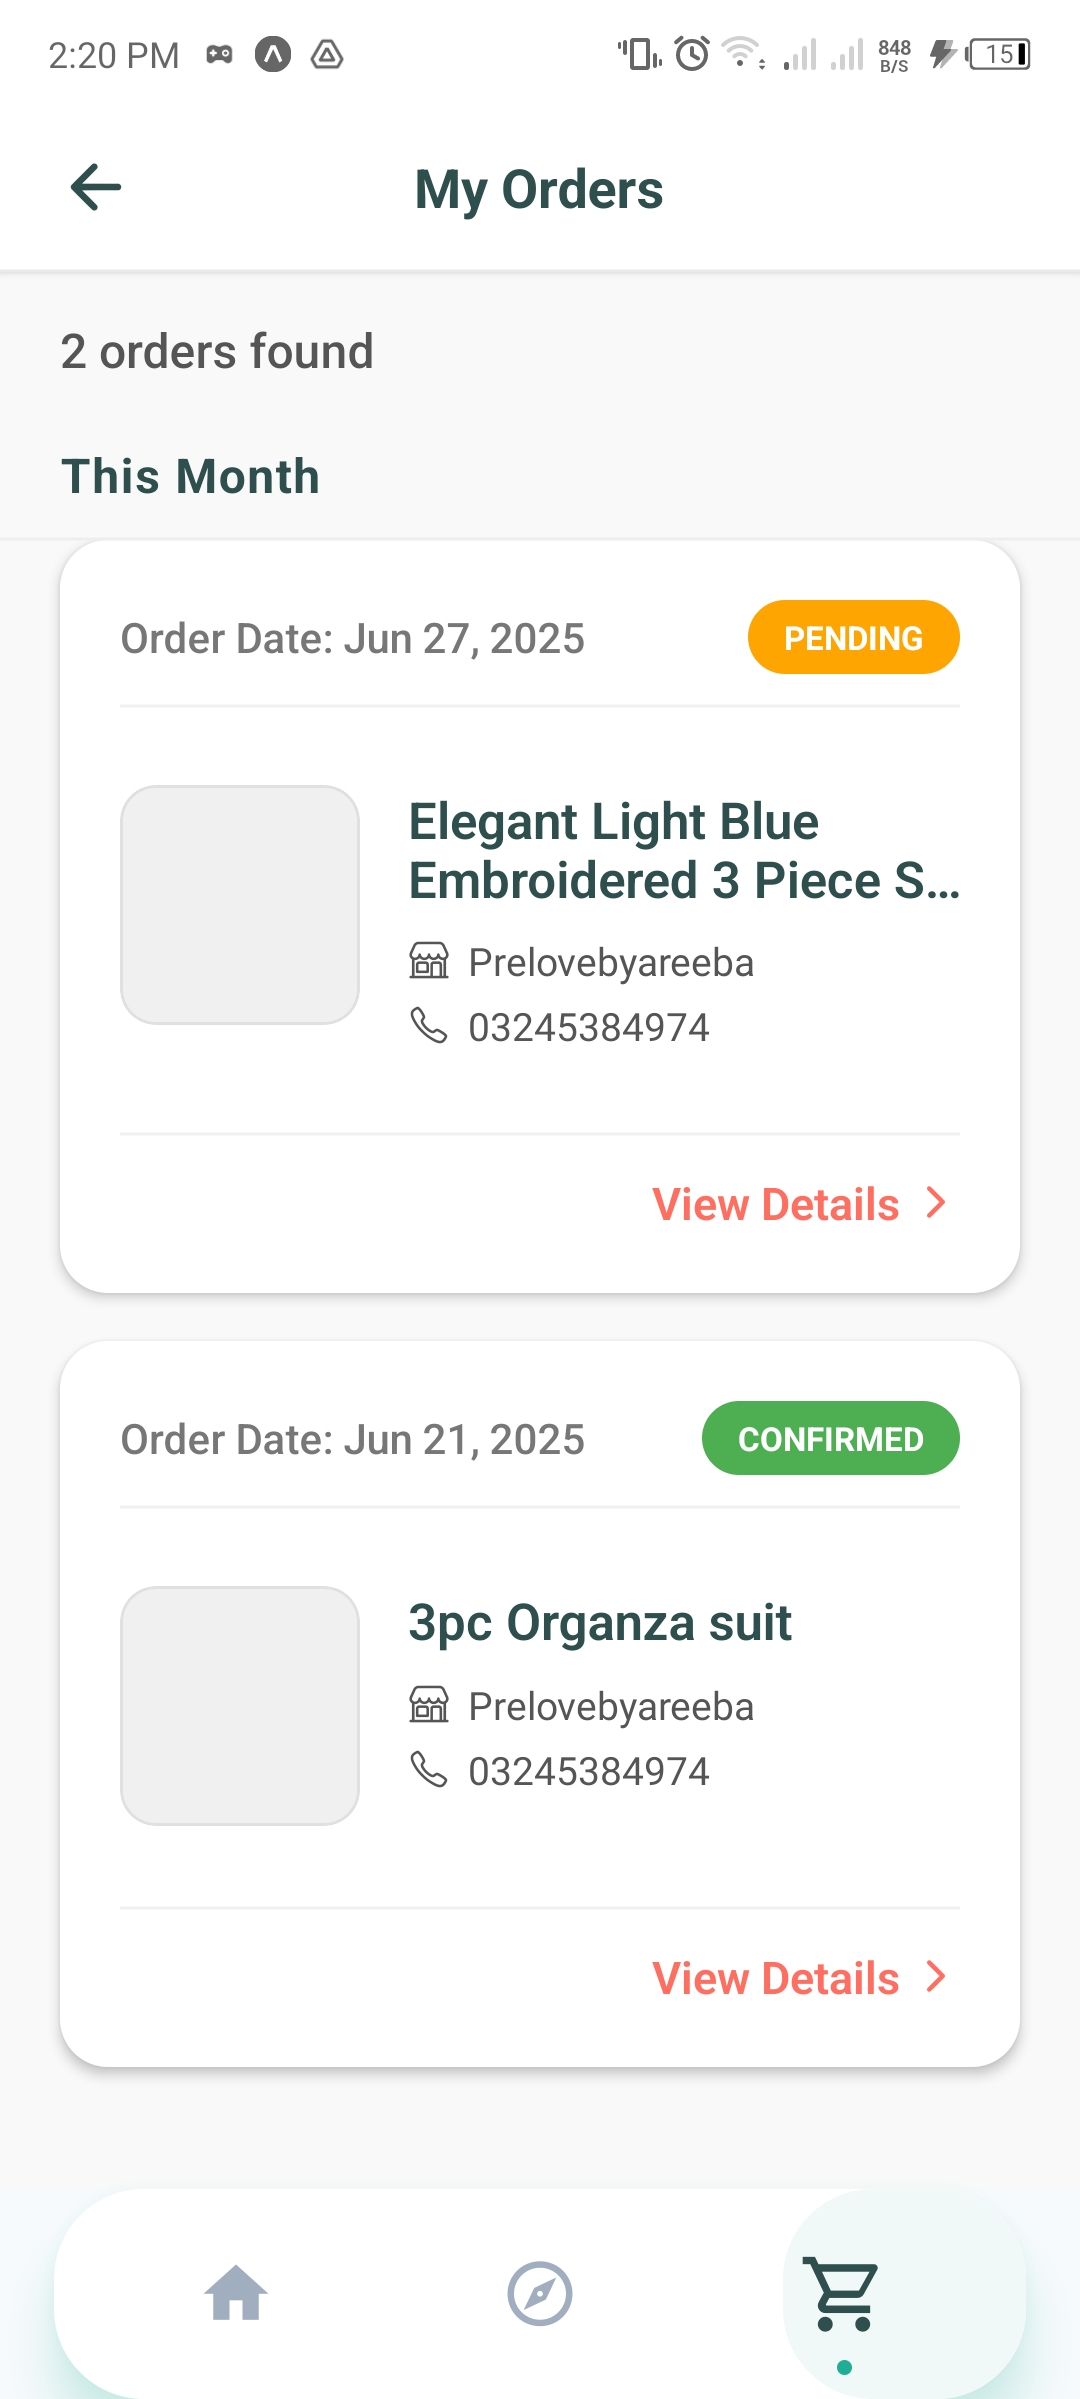 2:20 PM
848
B/S
15
My Orders
2 orders found
This Month
Order Date: Jun 27, 2025
PENDING
Elegant Light Blue
Embroidered 3 Piece S...
Prelovebyareeba
03245384974
View Details
Order Date: Jun 21, 2025
CONFIRMED
3pc Organza suit
Prelovebyareeba
03245384974
View Details